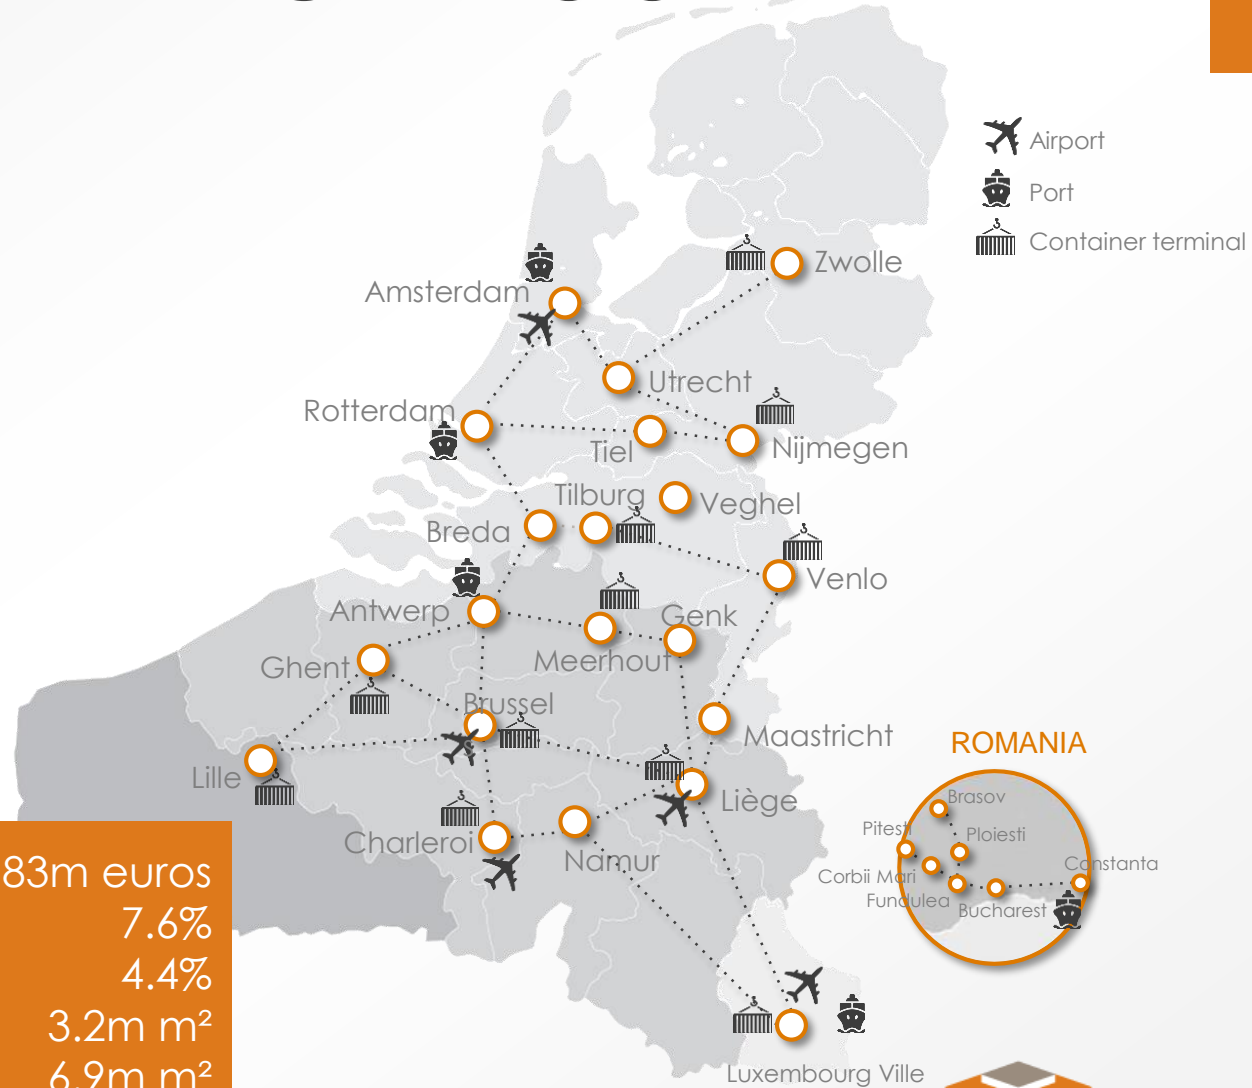 Airport
Port
Container terminal
Zwolle
Amsterdam
Utrecht
Rotterdam
Tiel
Nijmegen
Tilburg
Veghel
Breda
Venlo
Antwerp
Genk
Ghent
Meerhout
Brussel
Maastricht
Lille
Liège
Charleroi
Namur
Luxembourg Ville
ROMANIA
Brasov
Pitesti
Ploiesti
Corbii Mari
Constanta
Fundulea
Bucharest
83m euros
7.6%
4.4%
3.2m m²
6.9m m²